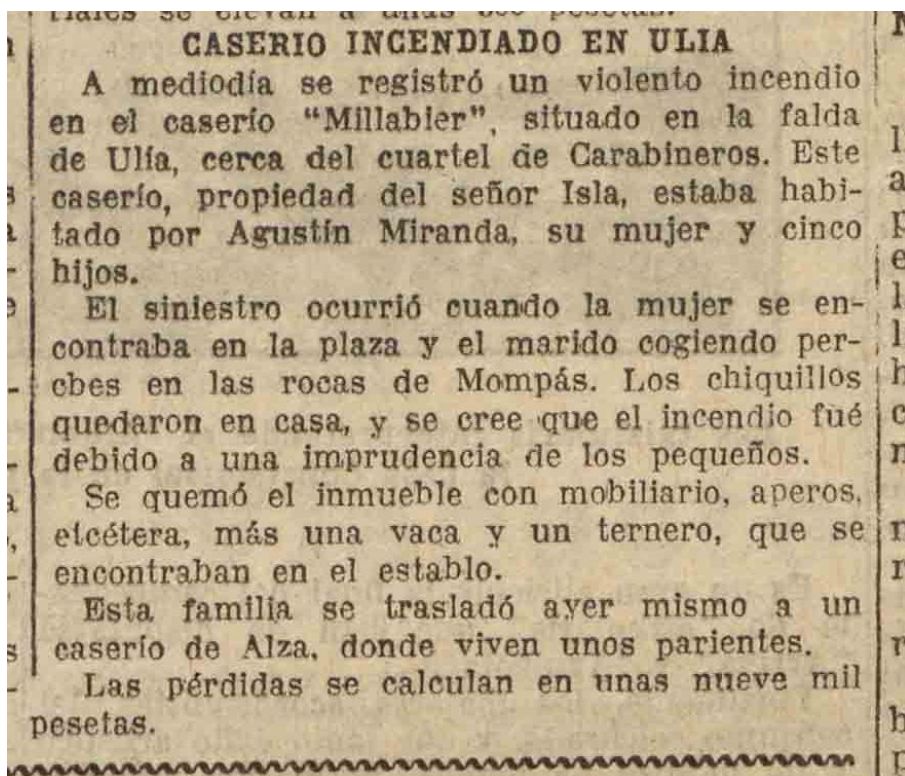 CASERIO INCENDIADO EN ULIA
A mediodía se registró un violento incendio
en el caserío "Millabier", situado en la falda
de Ulía, cerca del cuartel de Carabineros. Este
caserío, propiedad del señor Isla, estaba habi-
tado por Agustín Miranda, su mujer y cinco
hijos.
El siniestro ocurrió cuando la mujer se en-
contraba en la plaza y el marido cogiendo per-
cbes en las rocas de Mompás. Los chiquillos
quedaron en casa, y se cree que el incendio fué
debido a una imprudencia de los pequeños.
Se quemó el inmueble con mobiliario, aperos,
etcétera, más una vaca y un ternero, que se
encontraban en el establo.
Esta familia se trasladó ayer mismo a un
caserío de Alza, donde viven unos parientes.
Las pérdidas se calculan en unas nueve mil
pesetas.